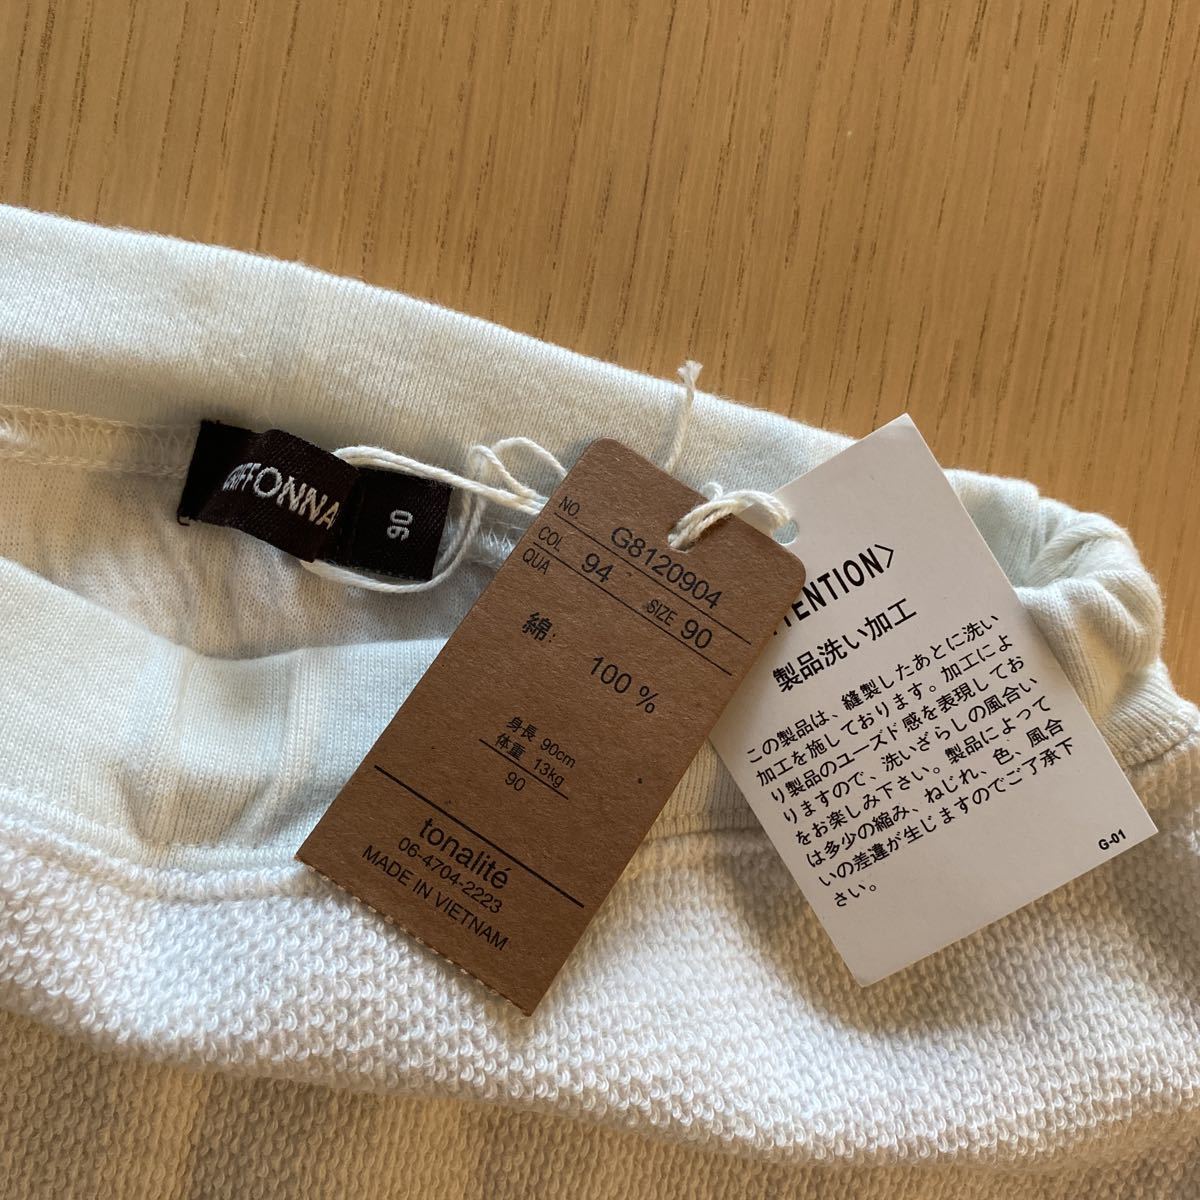 GRIFFONNA
90
NO. G8120904
COL 94 SIZE 90
QUA
綿: 100 %
身長 90cm
体重 13kg
90
tonalité
06-4704-2223
MADE IN VIETNAM
TENTION〉
製品洗い加工
この製品は、縫製したあとに洗い
加工を施しております。加工によ
り製品のユーズド感を表現してお
りますので、洗いざらしの風合い
をお楽しみ下さい。製品によって
は多少の縮み、ねじれ、色、風合
いの差違が生じますのでご了承下
さい。
G-01